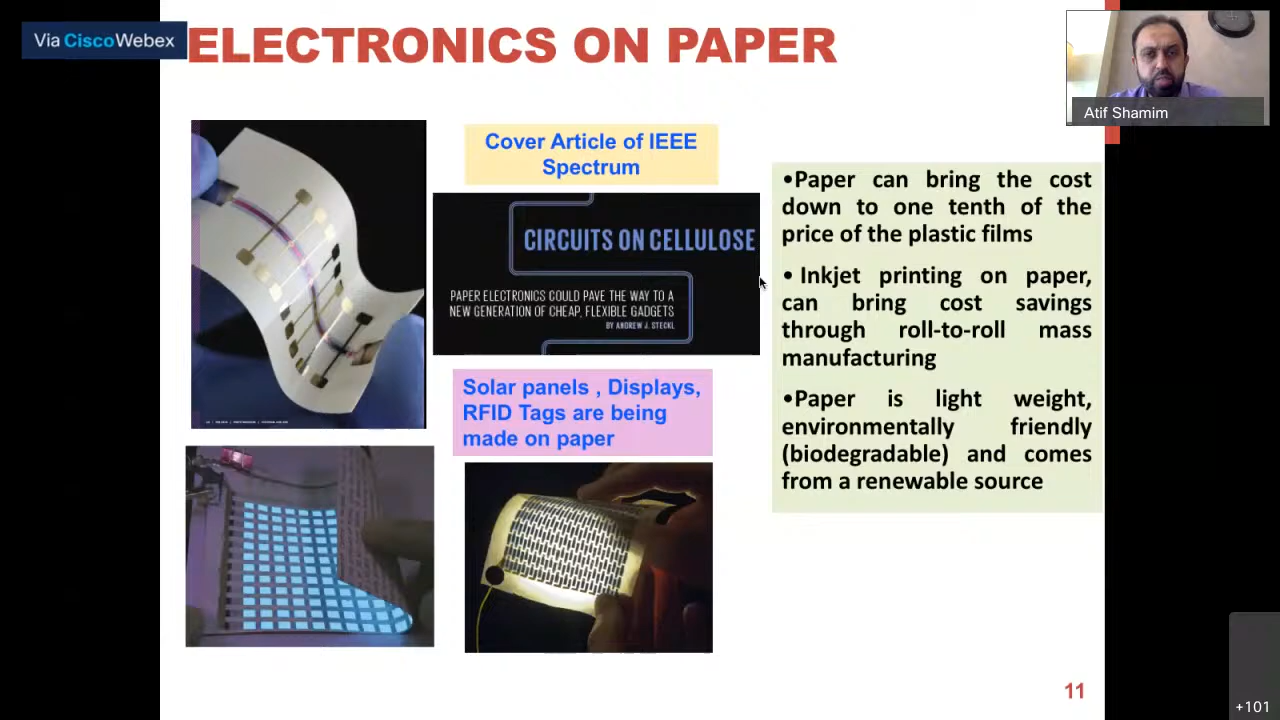 Via CiscoWebex
ELECTRONICS ON PAPER
Atif Shamim
Cover Article of IEEE
Spectrum
CIRCUITS ON CELLULOSE
PAPER ELECTRONICS COULD PAVE THE WAY TO A
NEW GENERATION OF CHEAP, FLEXIBLE GADGETS
BY ANDREW J. STECKL
Solar panels , Displays,
RFID Tags are being
made on paper
•Paper can bring the cost
down to one tenth of the
price of the plastic films
• Inkjet printing on paper,
can bring cost savings
through roll-to-roll mass
manufacturing
•Paper is light weight,
environmentally friendly
(biodegradable) and comes
from a renewable source
11
+101